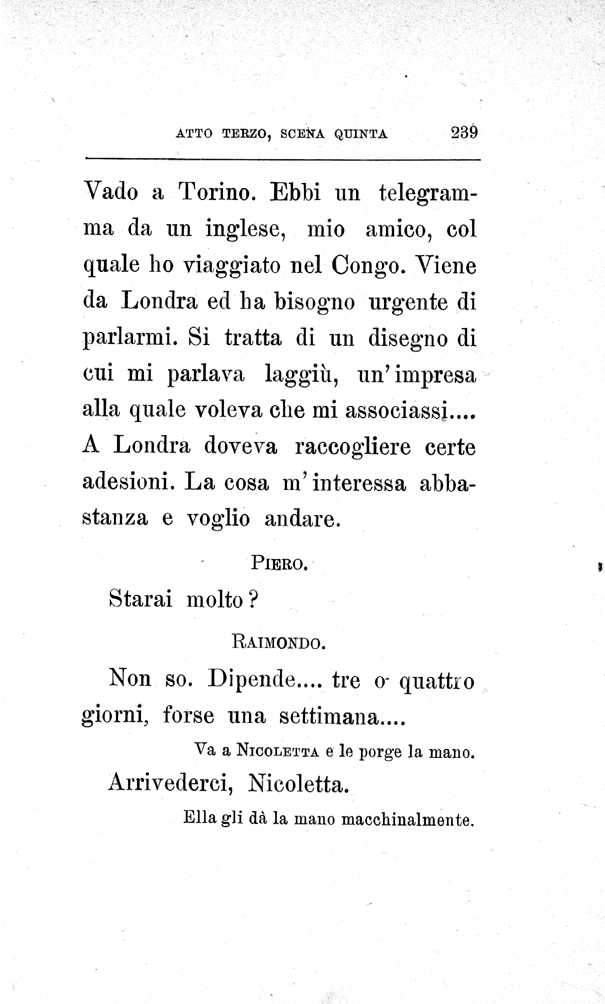 ATTO TERZO, SCENA QUINTA 239
Vado a Torino. Ebbi un telegram-
ma da un inglese, mio amico, col
quale ho viaggiato nel Congo. Viene
da Londra ed ha bisogno urgente di
parlarmi. Si tratta di un disegno di
cui mi parlava laggiù, un' impresa
alla quale voleva che mi associassi....
A Londra doveva raccogliere certe
adesioni. La cosa m' interessa abba-
stanza e voglio andare.
PIERO.
Starai molto?
RAIMONDO.
Non so. Dipende.... tre o quattro
giorni, forse una settimana....
Va a NICOLETTA e le porge la mano.
Arrivederci, Nicoletta.
Ella gli dà la mano macchinalmente.